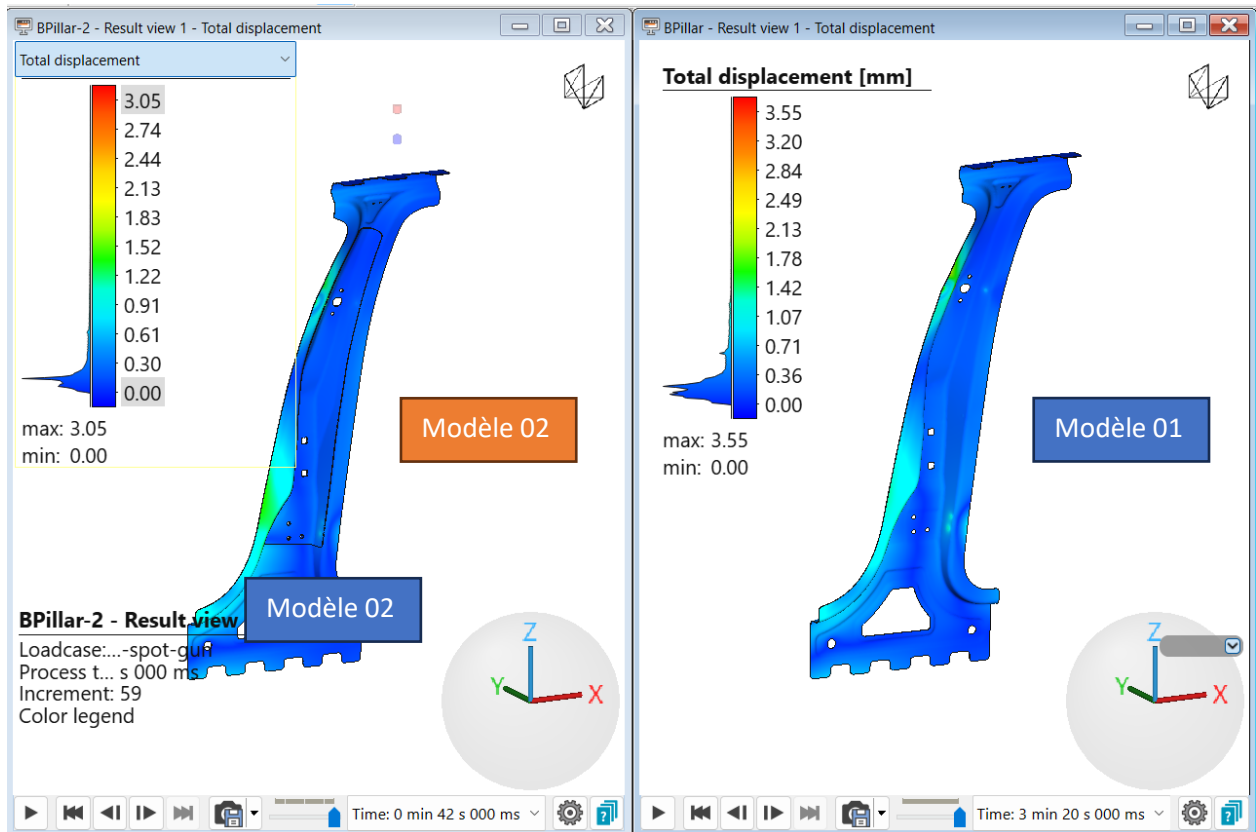 BPillar-2 - Result view 1 - Total displacement
Total displacement
3.05
2.74
2.44
2.13
1.83
1.52
1.22
0.91
0.61
0.30
0.00
max: 3.05
min: 0.00
Modèle 02
Modèle 02
BPillar-2 - Result view
Loadcase:...-spot-gun
Process t... s 000 ms
Increment: 59
Color legend
Z
Y
X
Time: 0 min 42 s 000 ms
BPillar - Result view 1 - Total displacement
Total displacement [mm]
3.55
3.20
2.84
2.49
2.13
1.78
1.42
1.07
0.71
0.36
0.00
max: 3.55
min: 0.00
Modèle 01
Z
Y
X
Time: 3 min 20 s 000 ms